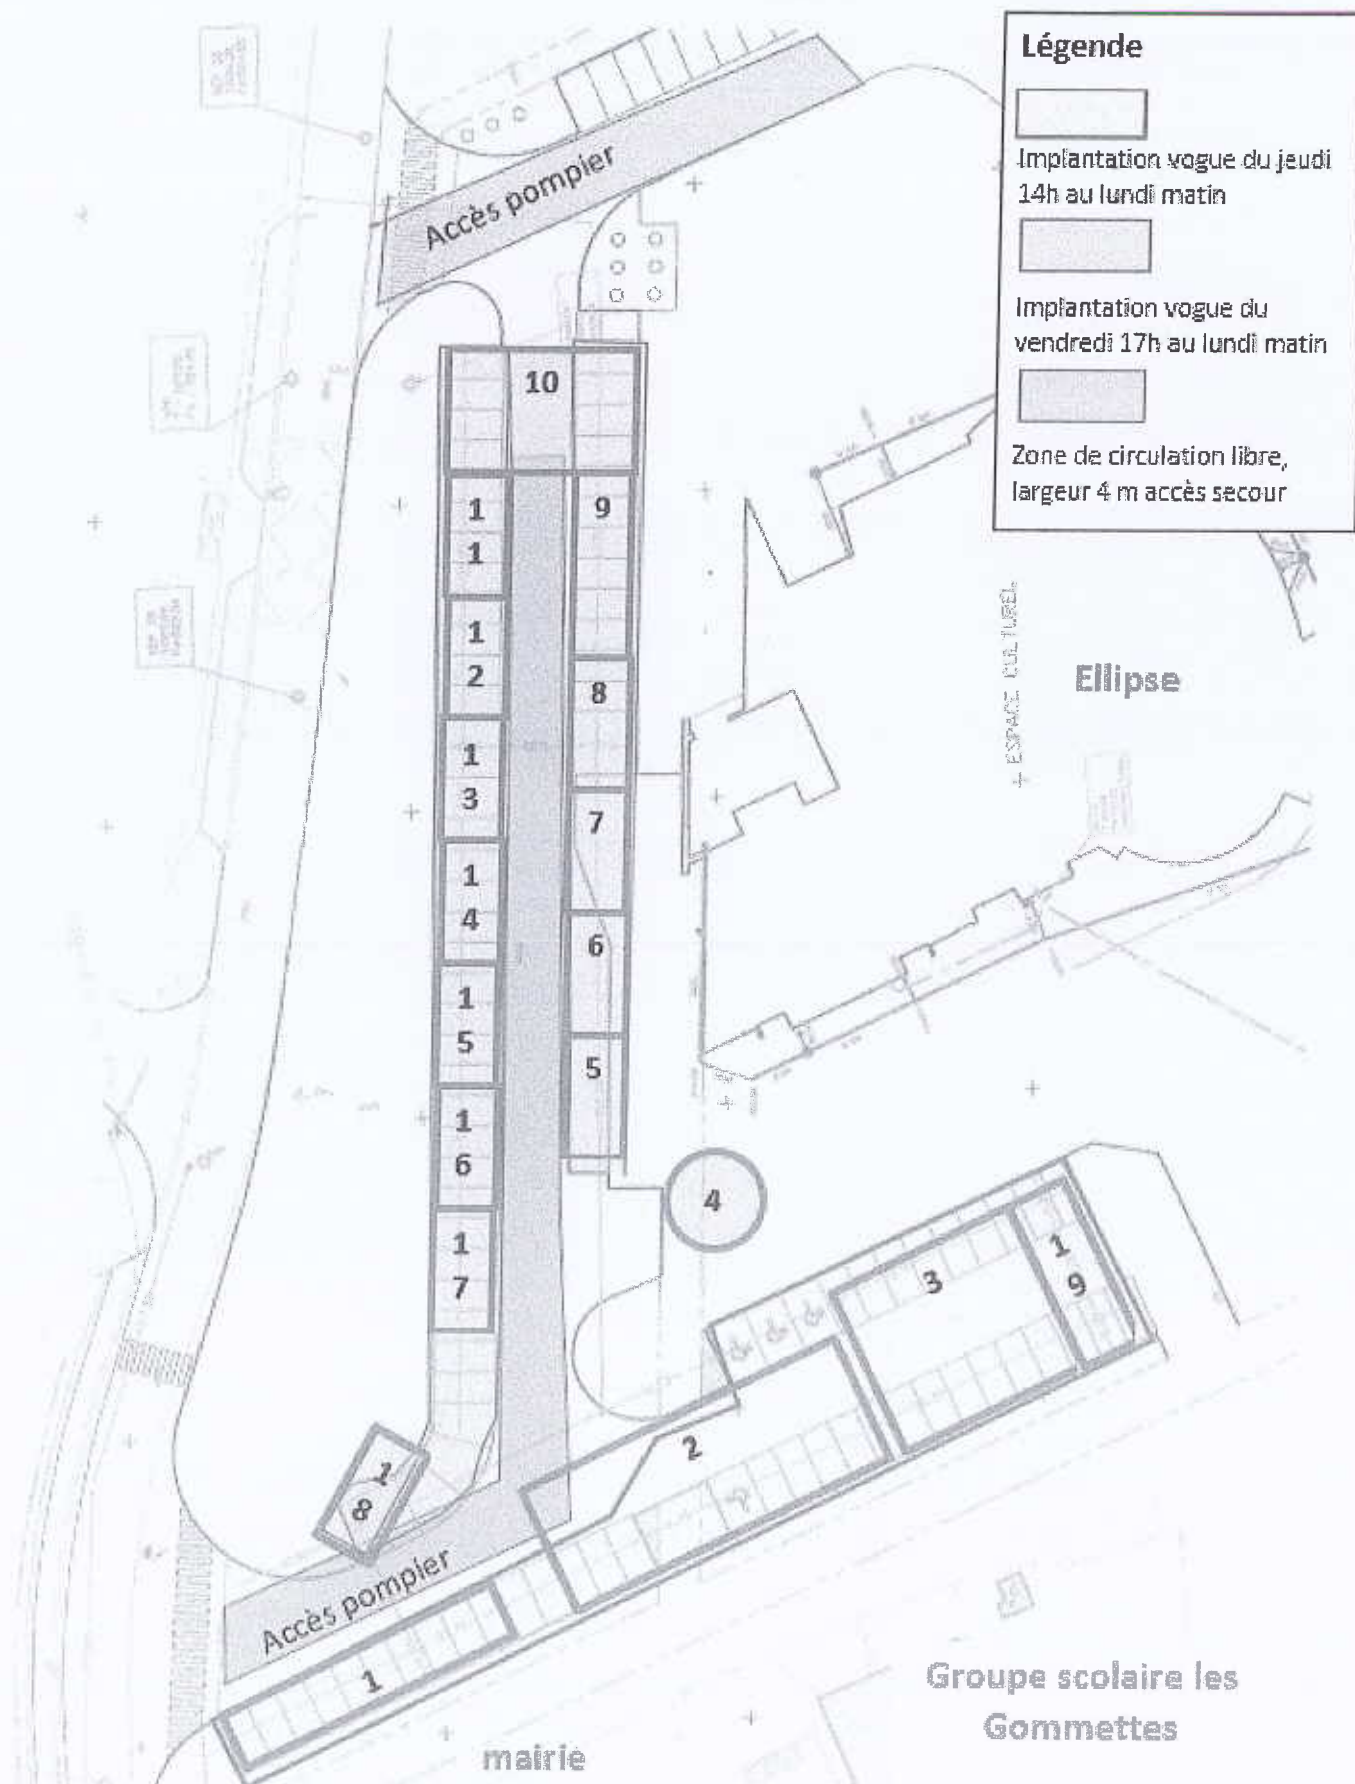 Légende
Implantation vogue du jeudi
14h au lundi matin
Implantation vogue du
vendredi 17h au lundi matin
Zone de circulation libre,
largeur 4 m accès secour
Accès pompier
10
1
1
9
1
2
8
1
3
7
1
4
6
1
5
5
1
6
4
1
7
3
1
9
2
1
8
Accès pompier
1
ESPACE CULTUREL
Ellipse
Groupe scolaire les
Gommettes
mairie